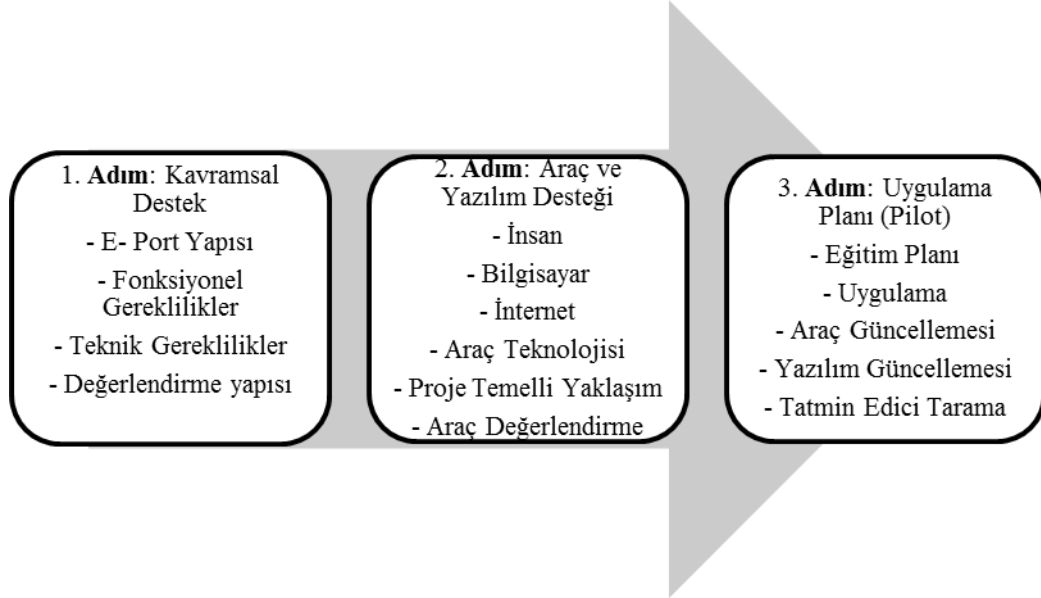 1. Adım: Kavramsal
Destek
- E- Port Yapısı
- Fonksiyonel
Gereklilikler
- Teknik Gereklilikler
- Değerlendirme yapısı
2. Adım: Araç ve
Yazılım Desteği
- İnsan
- Bilgisayar
- İnternet
- Araç Teknolojisi
- Proje Temelli Yaklaşım
- Araç Değerlendirme
3. Adım: Uygulama
Planı (Pilot)
- Eğitim Planı
- Uygulama
- Araç Güncellemesi
- Yazılım Güncellemesi
- Tatmin Edici Tarama